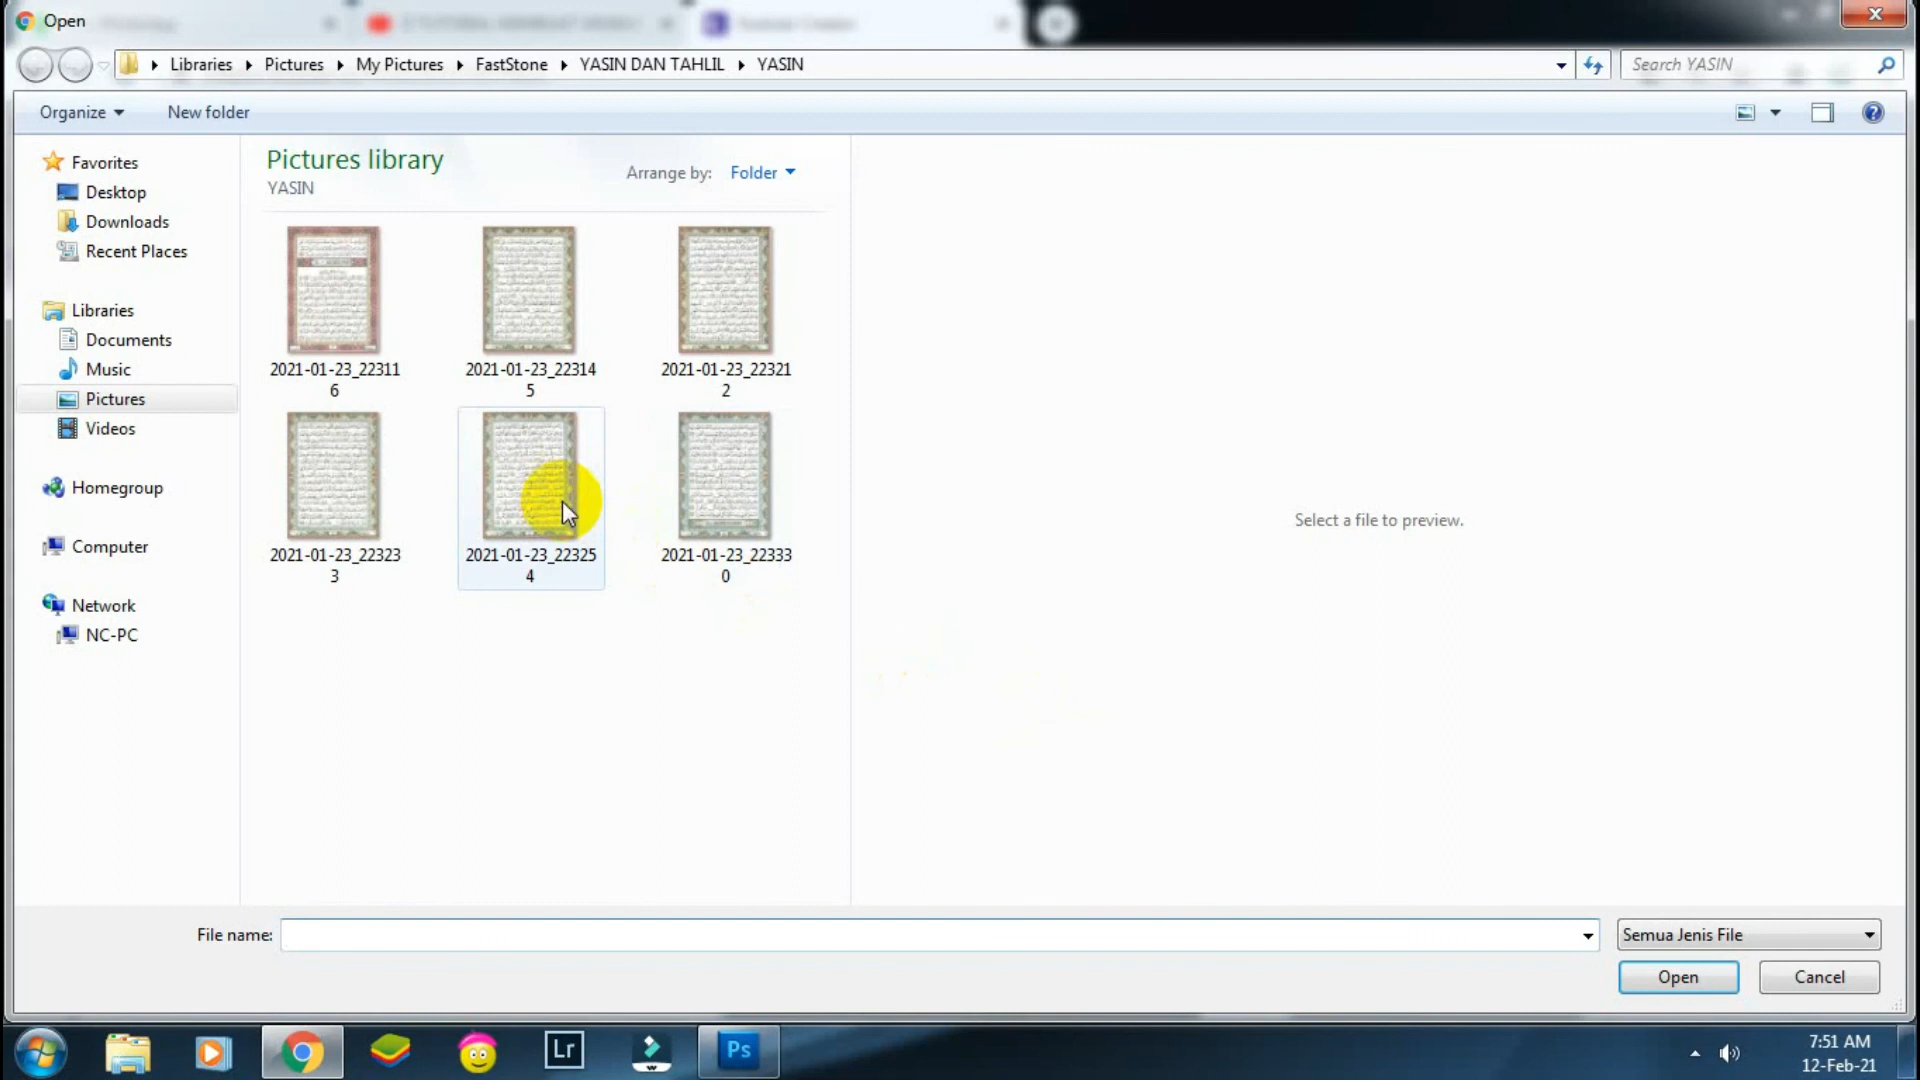 Open
Libraries
Pictures
My Pictures
FastStone
YASIN DAN TAHLIL
YASIN
Search YASIN
Organize
New folder
Favorites
Desktop
Downloads
Recent Places
Libraries
Documents
Music
Pictures
Videos
Homegroup
Computer
Network
NC-PC
Pictures library
YASIN
Arrange by:
Folder
2021-01-23_22311
6
2021-01-23_22314
5
2021-01-23_22321
2
2021-01-23_22323
3
2021-01-23_22325
4
2021-01-23_22333
0
Select a file to preview.
File name:
Semua Jenis File
Open
Cancel
Lr
Ps
7:51 AM
12-Feb-21